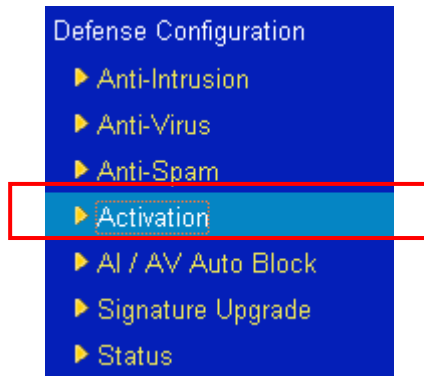 Defense Configuration
Anti-Intrusion
Anti-Virus
Anti-Spam
Activation
AI / AV Auto Block
Signature Upgrade
Status